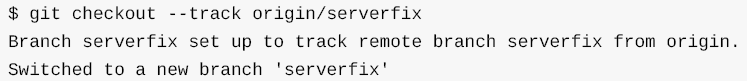 $ git checkout --track origin/serverfix
Branch serverfix set up to track remote branch serverfix from origin.
Switched to a new branch 'serverfix'